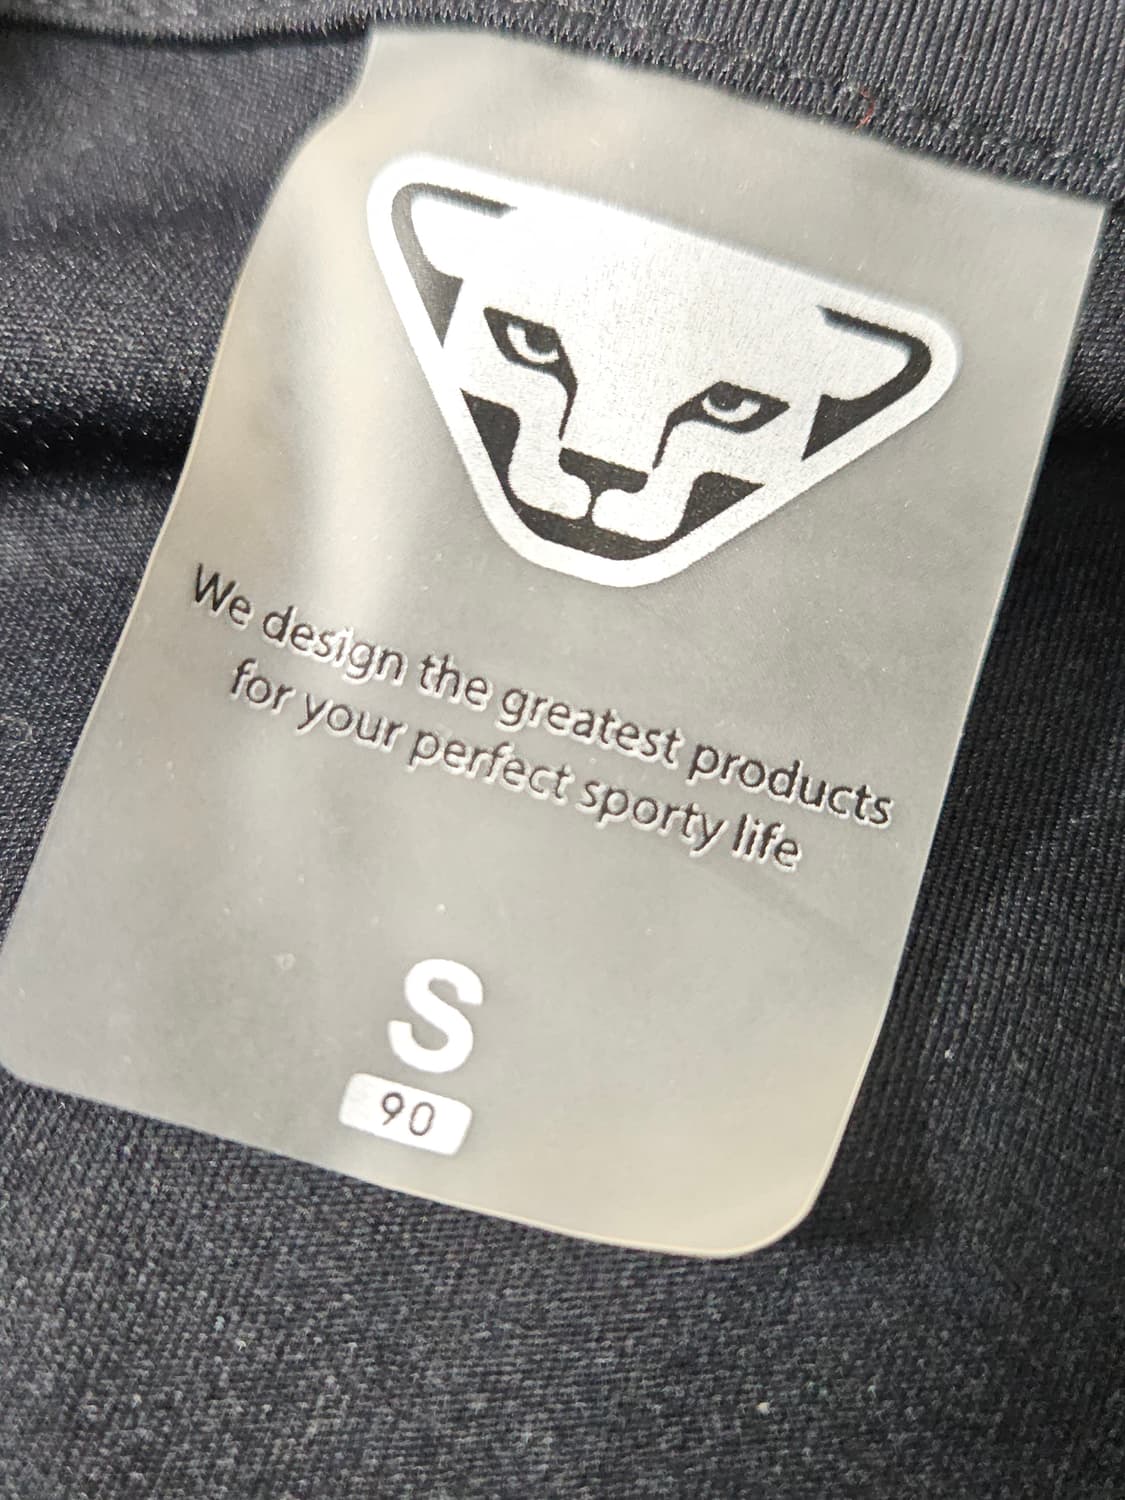 We design the greatest products
for your perfect sporty life
S
90